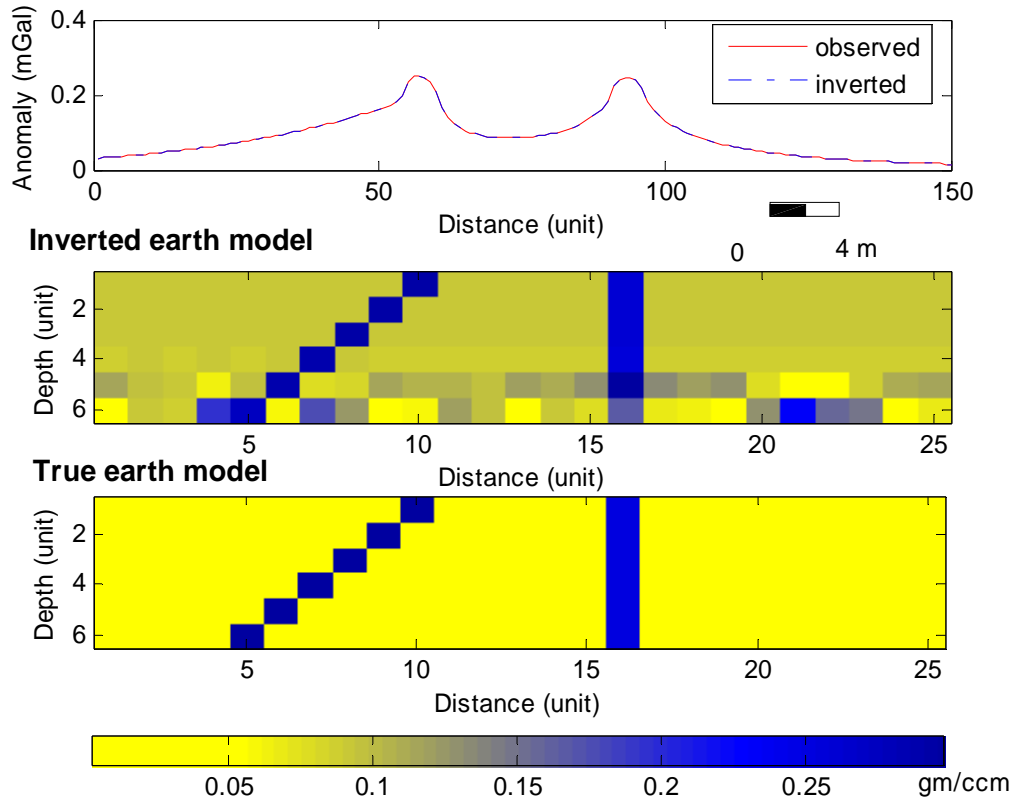 Anomaly (mGal)
0.4
0.2
0
observed
inverted
0 50 100 150
Distance (unit)
0 4 m
Inverted earth model
Depth (unit)
2
4
6
5 10 15 20 25
Distance (unit)
True earth model
Depth (unit)
2
4
6
5 10 15 20 25
Distance (unit)
0.05 0.1 0.15 0.2 0.25 gm/ccm